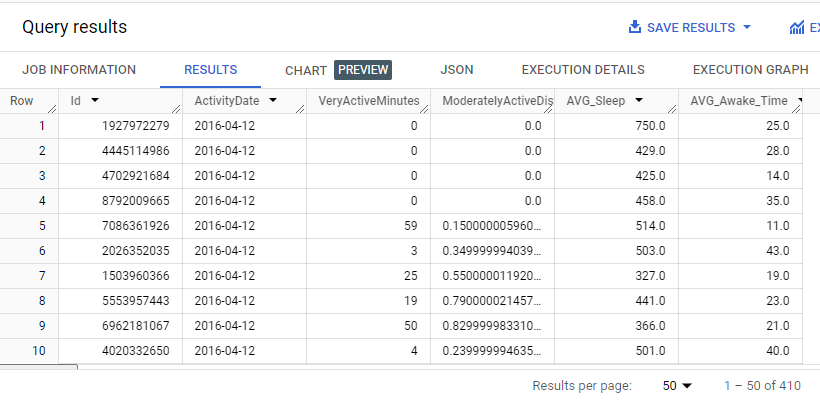 Query results SAVE RESULTS EX
JOB INFORMATION RESULTS CHART PREVIEW JSON EXECUTION DETAILS EXECUTION GRAPH
Row Id ActivityDate VeryActiveMinutes ModeratelyActiveDis AVG_Sleep AVG_Awake_Time
1 1927972279 2016-04-12 0 0.0 750.0 25.0
2 4445114986 2016-04-12 0 0.0 429.0 28.0
3 4702921684 2016-04-12 0 0.0 425.0 14.0
4 8792009665 2016-04-12 0 0.0 458.0 35.0
5 7086361926 2016-04-12 59 0.150000005960... 514.0 11.0
6 2026352035 2016-04-12 3 0.349999994039... 503.0 43.0
7 1503960366 2016-04-12 25 0.550000011920... 327.0 19.0
8 5553957443 2016-04-12 19 0.790000021457... 441.0 23.0
9 6962181067 2016-04-12 50 0.829999983310... 366.0 21.0
10 4020332650 2016-04-12 4 0.239999994635... 501.0 40.0
Results per page: 50 1 – 50 of 410